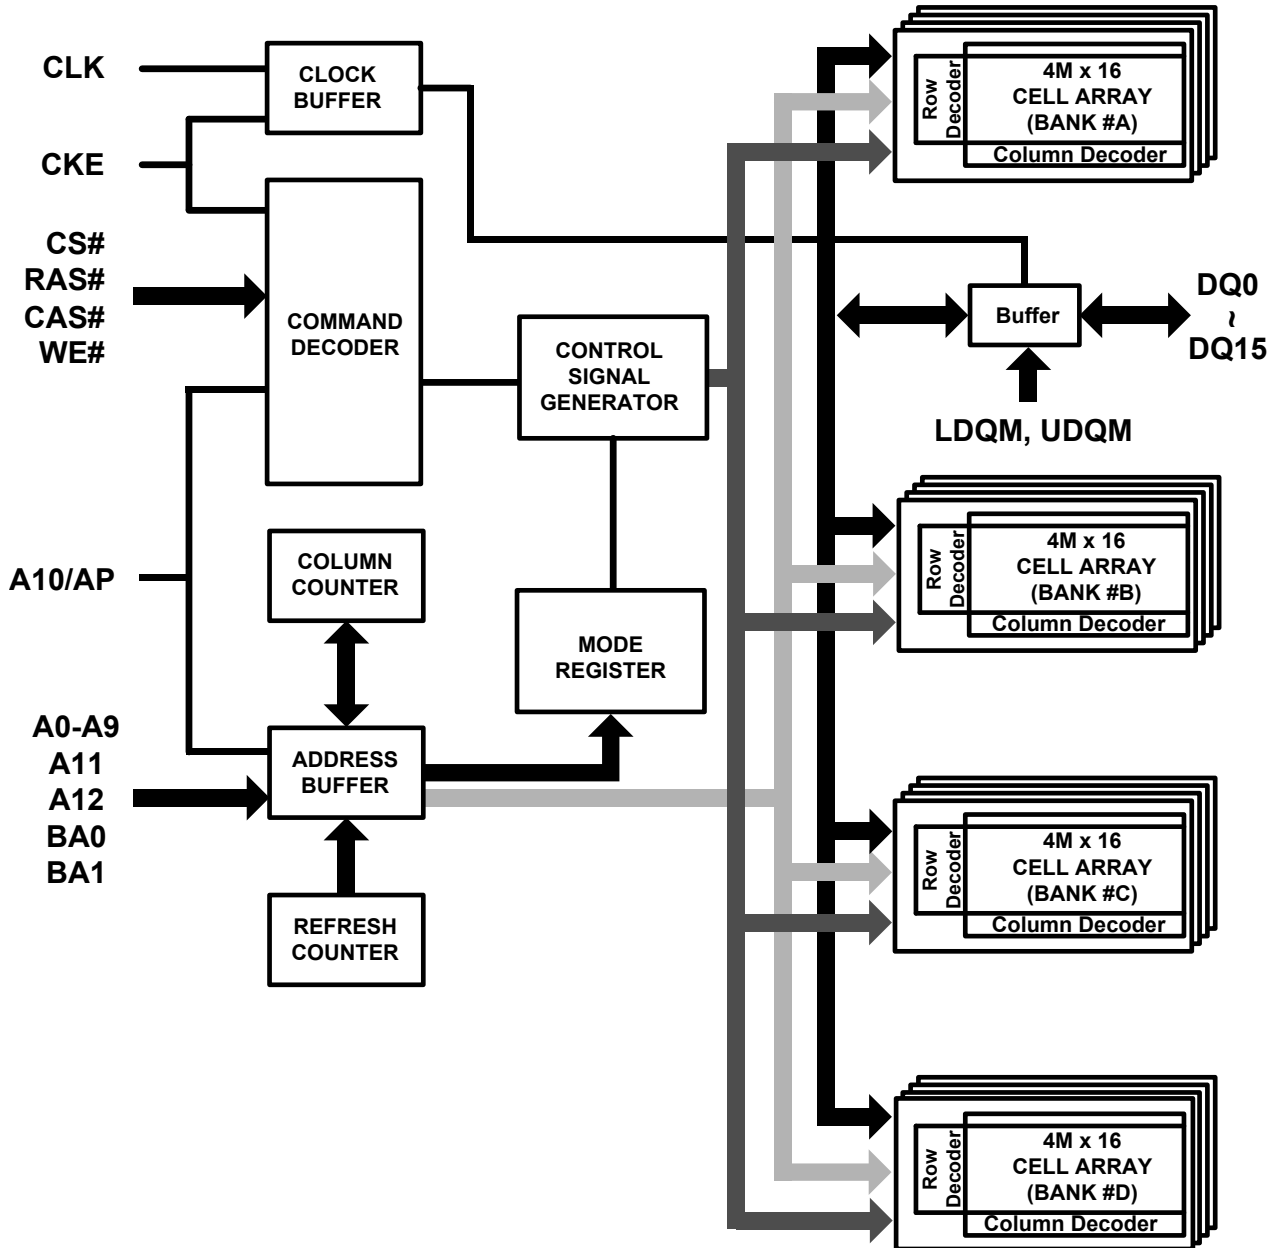 CLK
CKE
CS#
RAS#
CAS#
WE#
A10/AP
A0-A9
A11
A12
BA0
BA1
CLOCK
BUFFER
COMMAND
DECODER
COLUMN
COUNTER
ADDRESS
BUFFER
REFRESH
COUNTER
CONTROL
SIGNAL
GENERATOR
MODE
REGISTER
Row
Decoder
4M x 16
CELL ARRAY
(BANK #A)
Column Decoder
Buffer
DQ0
~
DQ15
LDQM, UDQM
Row
Decoder
4M x 16
CELL ARRAY
(BANK #B)
Column Decoder
Row
Decoder
4M x 16
CELL ARRAY
(BANK #C)
Column Decoder
Row
Decoder
4M x 16
CELL ARRAY
(BANK #D)
Column Decoder